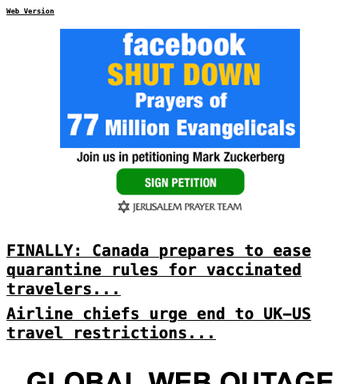 Web Version
facebook
SHUT DOWN
Prayers of
77 Million Evangelicals
Join us in petitioning Mark Zuckerberg
SIGN PETITION
JERUSALEM PRAYER TEAM
FINALLY: Canada prepares to ease
quarantine rules for vaccinated
travelers...
Airline chiefs urge end to UK–US
travel restrictions...
GLOBAL WEB OUTAGE